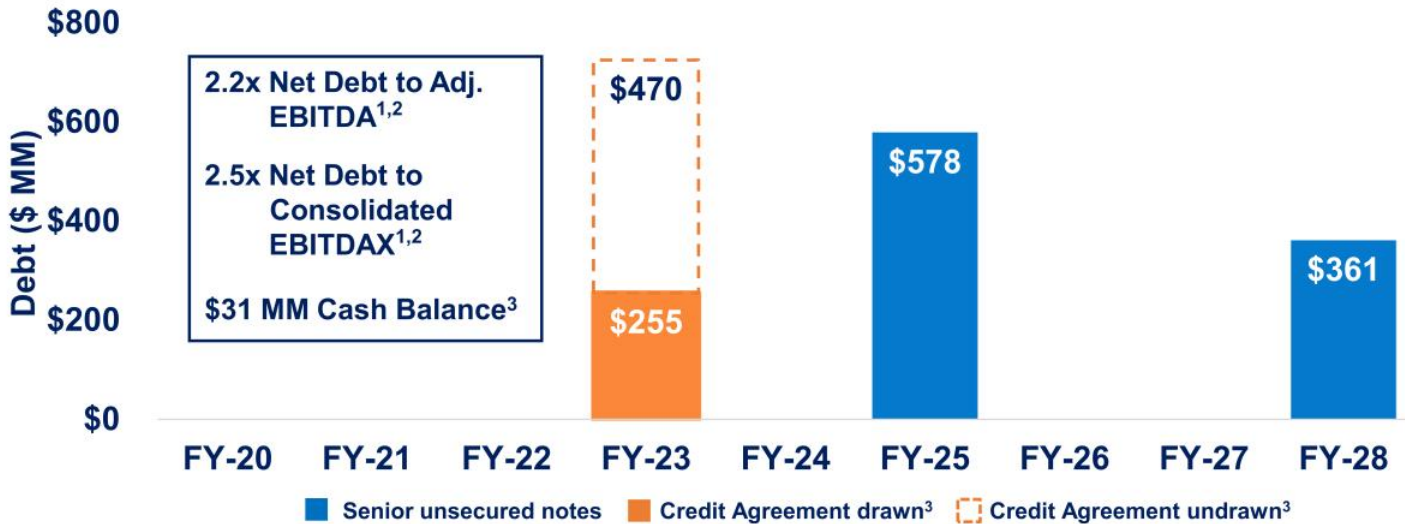 Debt ($ MM)
$800
$600
$400
$200
$0
2.2x Net Debt to Adj.
EBITDA¹,²
2.5x Net Debt to
Consolidated
EBITDAX¹,²
$31 MM Cash Balance³
$470
$255
$578
$361
FY-20 FY-21 FY-22 FY-23 FY-24 FY-25 FY-26 FY-27 FY-28
Senior unsecured notes Credit Agreement drawn³ Credit Agreement undrawn³